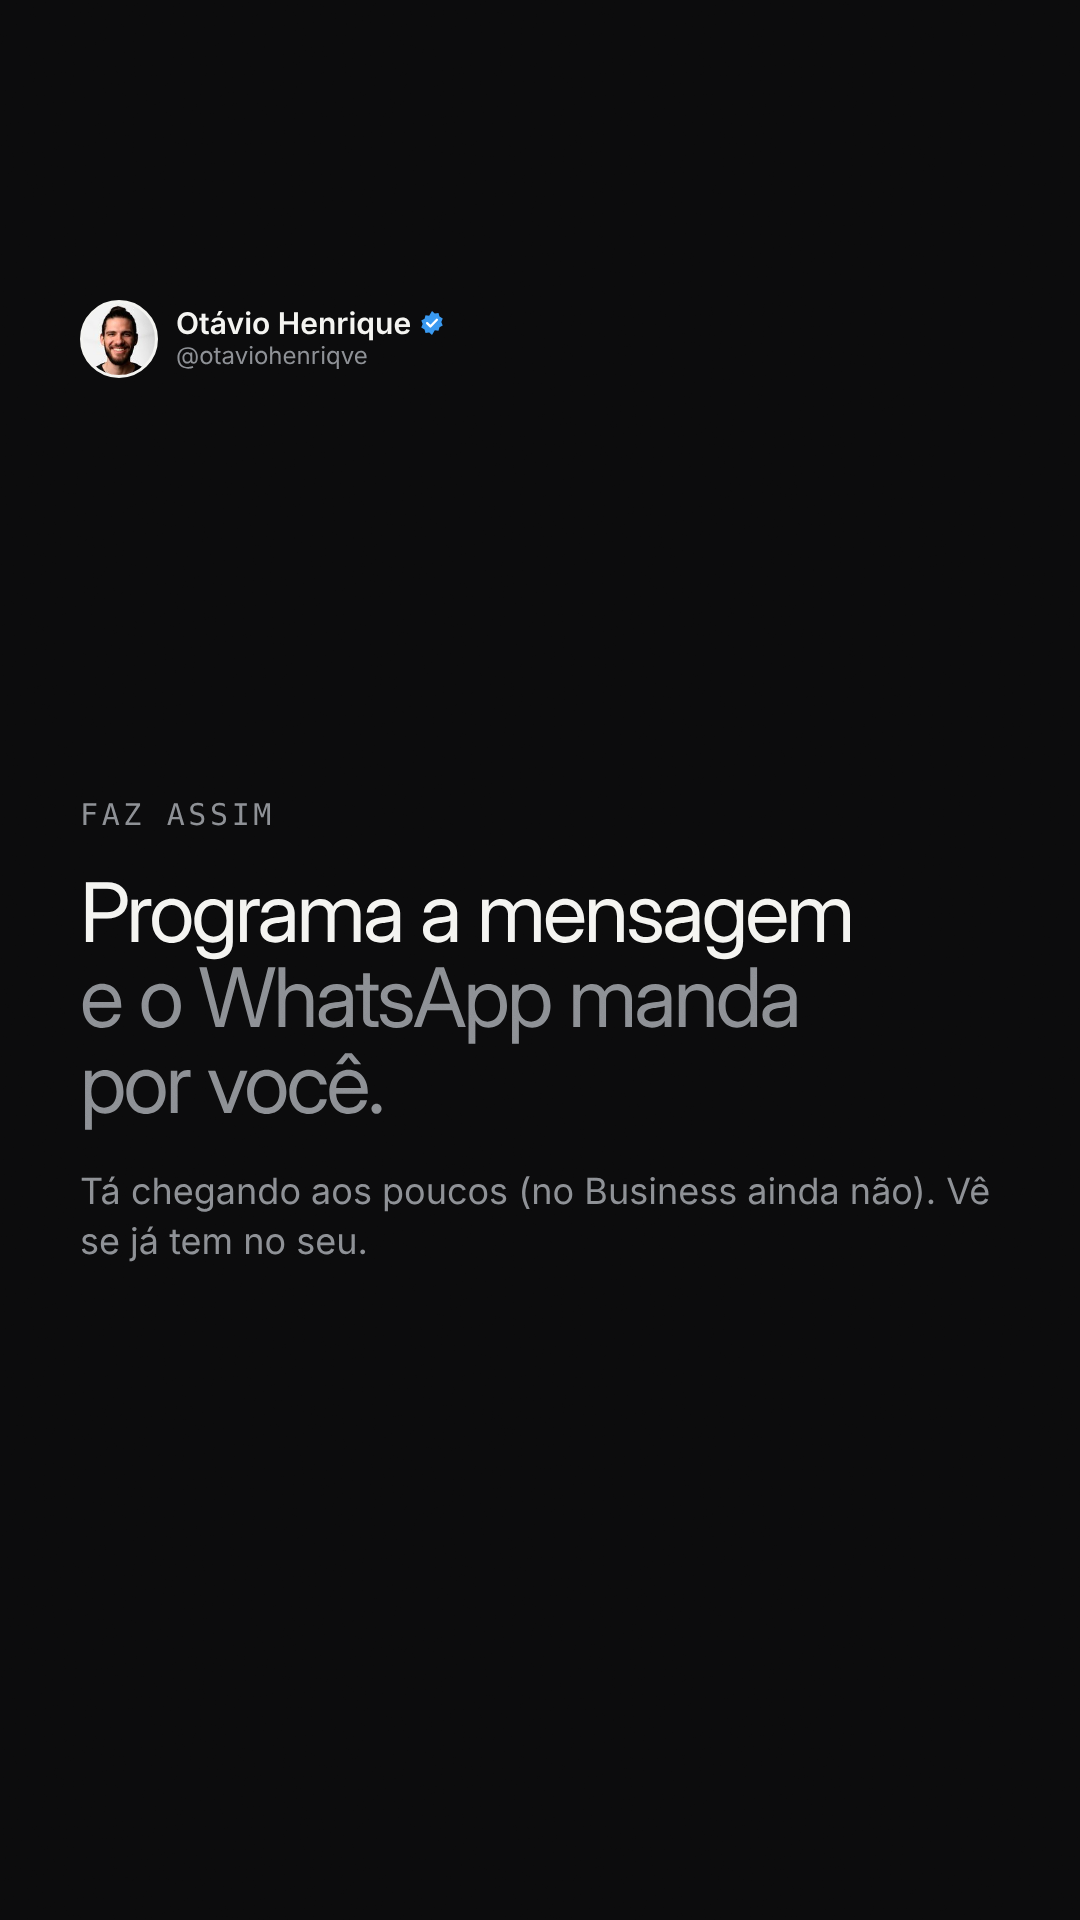 Otávio Henrique
@otaviohenriqve
FAZ ASSIM
Programa a mensagem
e o WhatsApp manda
por você.
Tá chegando aos poucos (no Business ainda não). Vê
se já tem no seu.